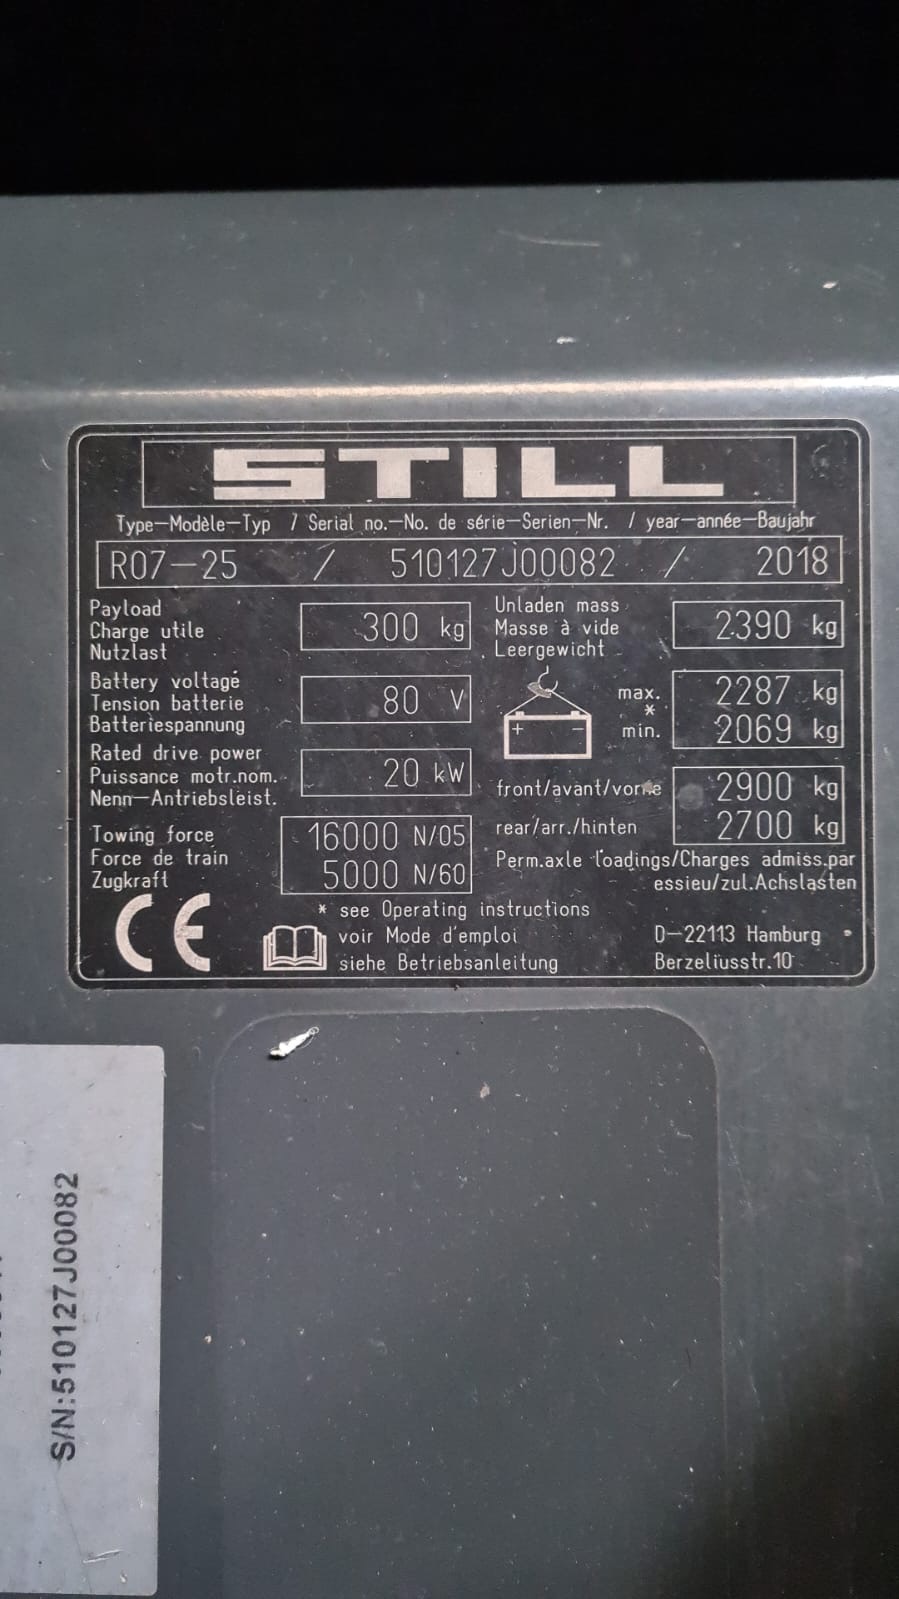 STILL
Type-Modèle-Typ / Serial no.-No. de série-Serien-Nr. / year-année-Baujahr
R07-25 / 510127J00082 / 2018
Payload
Charge utile
Nutzlast
300 kg
Unladen mass
Masse à vide
Leergewicht
2390 kg
Battery voltage
Tension batterie
Batteriespannung
80 V
+ -
max. 2287 kg
*
min. 2069 kg
Rated drive power
Puissance motr.nom.
Nenn-Antriebsleist.
20 kW
front/avant/vorne 2900 kg
rear/arr./hinten 2700 kg
Perm.axle loadings/Charges admiss.par
essieu/zul.Achslasten
Towing force
Force de train
Zugkraft
16000 N/05
5000 N/60
CE
* see Operating instructions
voir Mode d'emploi
siehe Betriebsanleitung
D-22113 Hamburg
Berzeliusstr.10
S/N:510127J00082